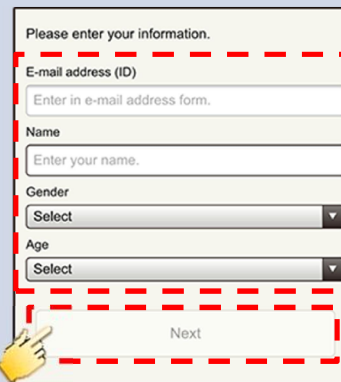 Please enter your information.
E-mail address (ID)
Enter in e-mail address form.
Name
Enter your name.
Gender
Select
Age
Select
Next